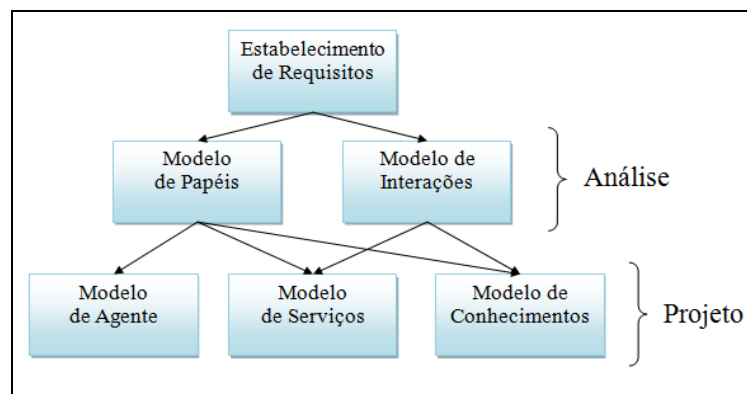 Estabelecimento
de Requisitos
Modelo
de Papéis
Modelo de
Interações
Análise
Modelo
de Agente
Modelo
de Serviços
Modelo de
Conhecimentos
Projeto